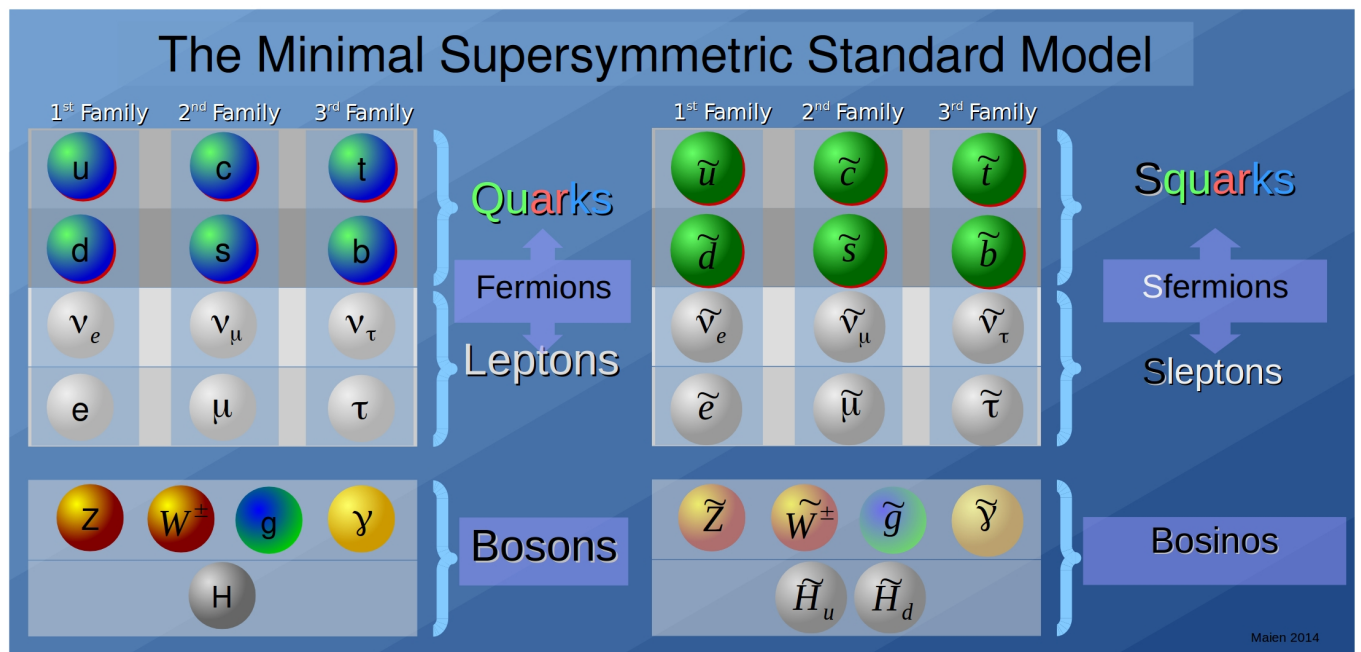 The Minimal Supersymmetric Standard Model
1st Family 2nd Family 3rd Family
u c t
d s b
Quarks
Fermions
νe νμ ντ
Leptons
e μ τ
Z W± g γ
Bosons
H
1st Family 2nd Family 3rd Family
ũ c̃ t̃
d̃ s̃ b̃
Squarks
Sfermions
ν̃e ν̃μ ν̃τ
Sleptons
ẽ μ̃ τ̃
Z̃ W̃± g̃ γ̃
Bosinos
H̃u H̃d
Maien 2014